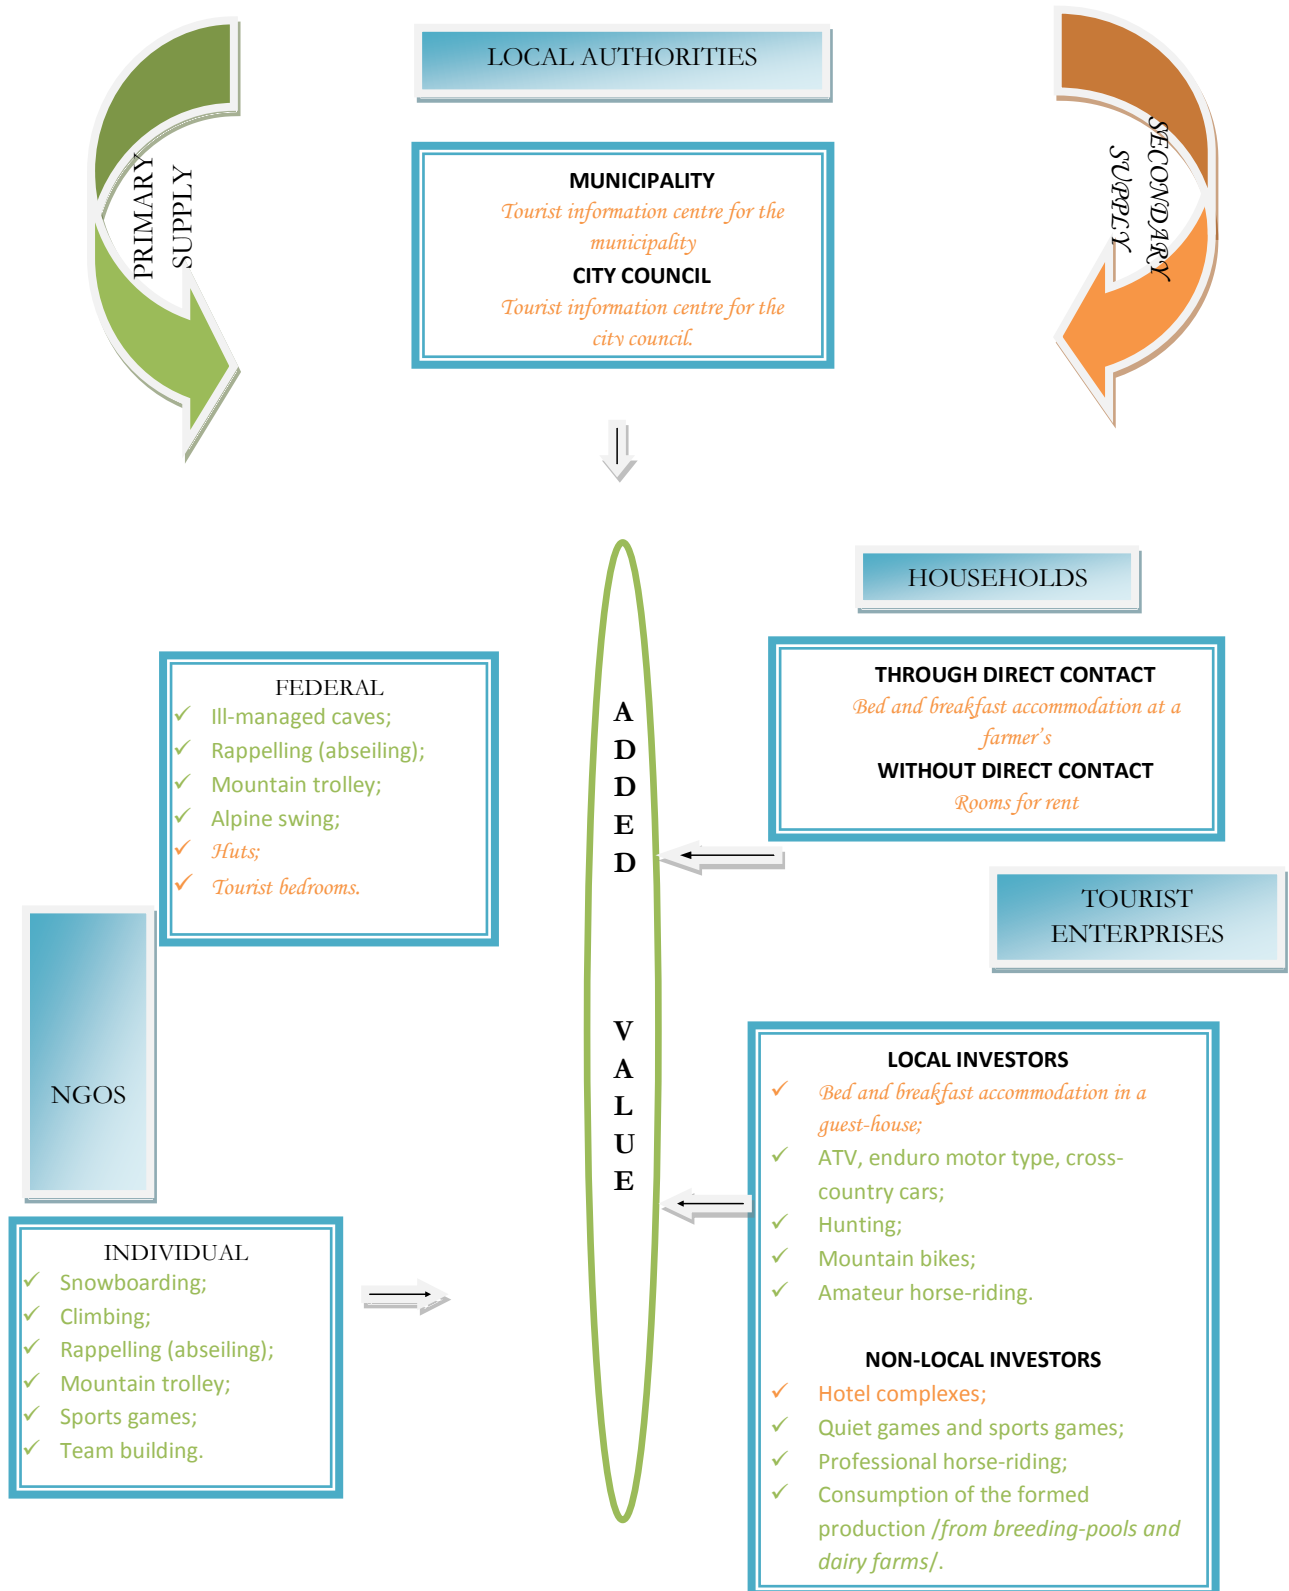 LOCAL AUTHORITIES
PRIMARY
SUPPLY
SECONDARY
SUPPLY
MUNICIPALITY
Tourist information centre for the
municipality
CITY COUNCIL
Tourist information centre for the
city council.
HOUSEHOLDS
THROUGH DIRECT CONTACT
Bed and breakfast accommodation at a
farmer's
WITHOUT DIRECT CONTACT
Rooms for rent
FEDERAL
✓ Ill-managed caves;
✓ Rappelling (abseiling);
✓ Mountain trolley;
✓ Alpine swing;
✓ Huts;
✓ Tourist bedrooms.
A
D
D
E
D
V
A
L
U
E
TOURIST
ENTERPRISES
NGOS
LOCAL INVESTORS
✓ Bed and breakfast accommodation in a
guest-house;
✓ ATV, enduro motor type, cross-
country cars;
✓ Hunting;
✓ Mountain bikes;
✓ Amateur horse-riding.
NON-LOCAL INVESTORS
✓ Hotel complexes;
✓ Quiet games and sports games;
✓ Professional horse-riding;
✓ Consumption of the formed
production /from breeding-pools and
dairy farms/.
INDIVIDUAL
✓ Snowboarding;
✓ Climbing;
✓ Rappelling (abseiling);
✓ Mountain trolley;
✓ Sports games;
✓ Team building.